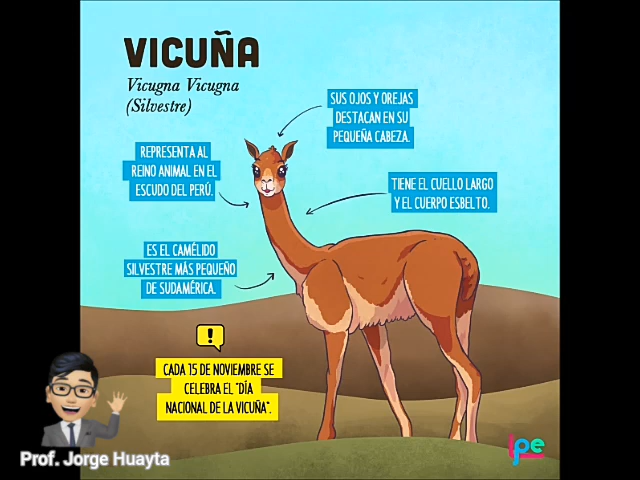 VICUÑA
Vicugna Vicugna
(Silvestre)
SUS OJOS Y OREJAS
DESTACAN EN SU
PEQUEÑA CABEZA.
REPRESENTA AL
REINO ANIMAL EN EL
ESCUDO DEL PERÚ.
TIENE EL CUELLO LARGO
Y EL CUERPO ESBELTO.
ES EL CAMÉLIDO
SILVESTRE MÁS PEQUEÑO
DE SUDAMÉRICA.
!
CADA 15 DE NOVIEMBRE SE
CELEBRA EL "DÍA
NACIONAL DE LA VICUÑA".
Prof. Jorge Huayta
ipe